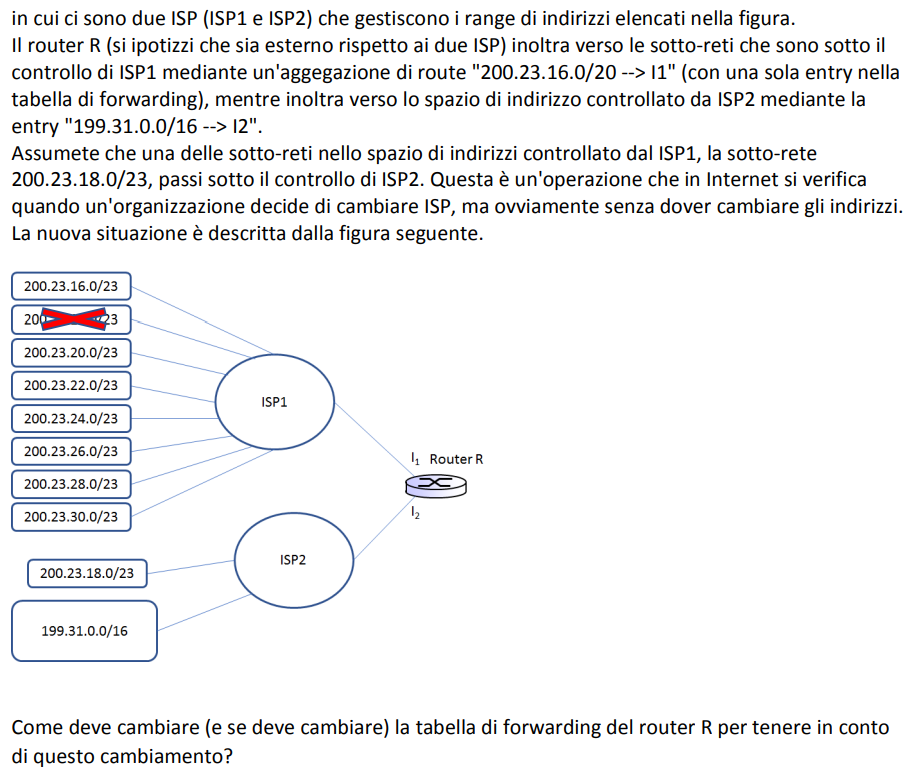 in cui ci sono due ISP (ISP1 e ISP2) che gestiscono i range di indirizzi elencati nella figura.
Il router R (si ipotizzi che sia esterno rispetto ai due ISP) inoltra verso le sotto-reti che sono sotto il
controllo di ISP1 mediante un'aggegazione di route "200.23.16.0/20 --> I1" (con una sola entry nella
tabella di forwarding), mentre inoltra verso lo spazio di indirizzo controllato da ISP2 mediante la
entry "199.31.0.0/16 --> I2".
Assumete che una delle sotto-reti nello spazio di indirizzi controllato dal ISP1, la sotto-rete
200.23.18.0/23, passi sotto il controllo di ISP2. Questa è un'operazione che in Internet si verifica
quando un'organizzazione decide di cambiare ISP, ma ovviamente senza dover cambiare gli indirizzi.
La nuova situazione è descritta dalla figura seguente.
200.23.16.0/23
200.23.20.0/23
200.23.22.0/23
200.23.24.0/23
200.23.26.0/23
200.23.28.0/23
200.23.30.0/23
ISP1
I1 Router R
I2
ISP2
200.23.18.0/23
199.31.0.0/16
Come deve cambiare (e se deve cambiare) la tabella di forwarding del router R per tenere in conto
di questo cambiamento?